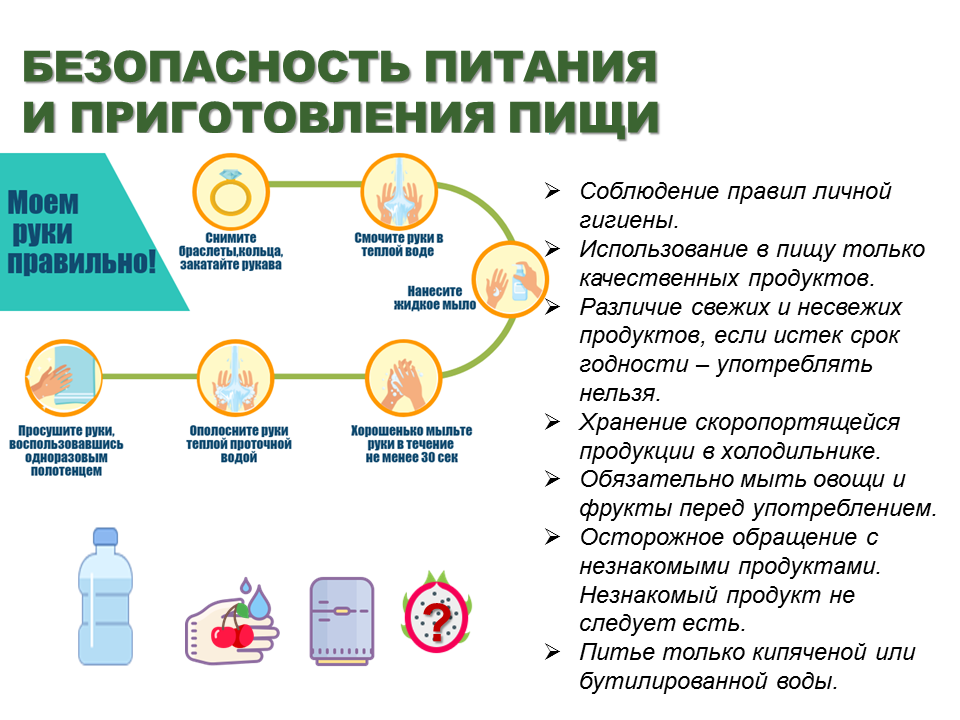 БЕЗОПАСНОСТЬ ПИТАНИЯ
И ПРИГОТОВЛЕНИЯ ПИЩИ
Моем
руки
правильно!
Снимите
браслеты,кольца,
закатайте рукава
Смочите руки в
теплой воде
Нанесите
жидкое мыло
Хорошенько мыльте
руки в течение
не менее 30 сек
Ополосните руки
теплой проточной
водой
Просушите руки,
воспользовавшись
одноразовым
полотенцем
?
➢ Соблюдение правил личной
гигиены.
➢ Использование в пищу только
качественных продуктов.
➢ Различие свежих и несвежих
продуктов, если истек срок
годности – употреблять
нельзя.
➢ Хранение скоропортящейся
продукции в холодильнике.
➢ Обязательно мыть овощи и
фрукты перед употреблением.
➢ Осторожное обращение с
незнакомыми продуктами.
Незнакомый продукт не
следует есть.
➢ Питье только кипяченой или
бутилированной воды.